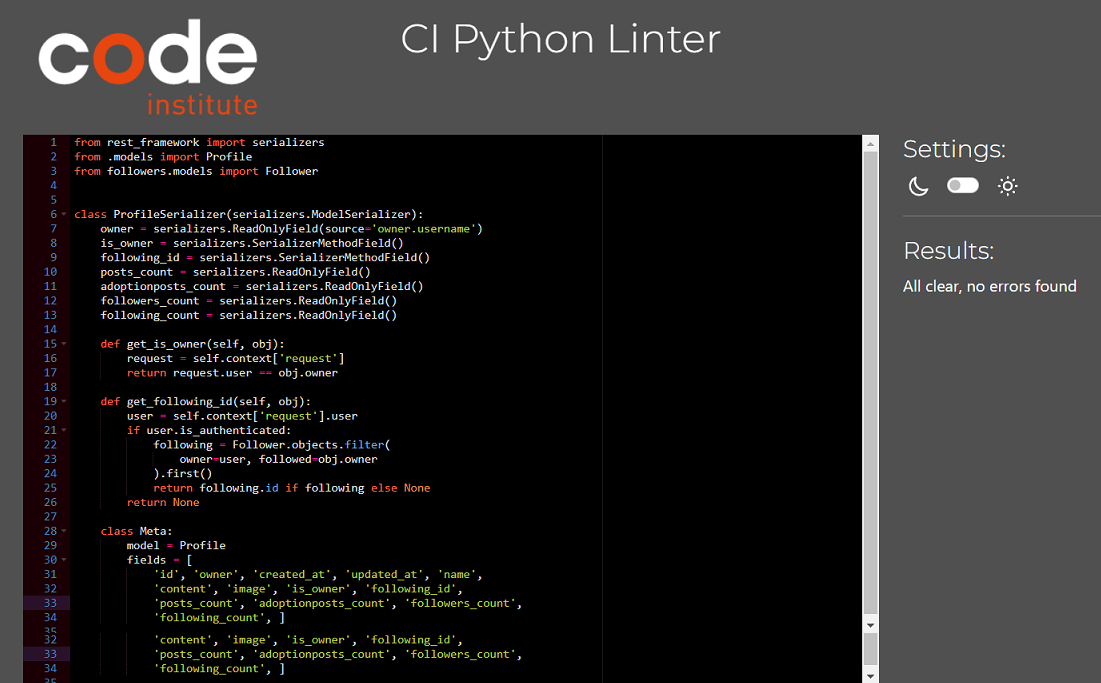 code
institute
CI Python Linter
1 from rest_framework import serializers
2 from .models import Profile
3 from followers.models import Follower
4
5
6 class ProfileSerializer(serializers.ModelSerializer):
7     owner = serializers.ReadOnlyField(source='owner.username')
8     is_owner = serializers.SerializerMethodField()
9     following_id = serializers.SerializerMethodField()
10     posts_count = serializers.ReadOnlyField()
11     adoptionposts_count = serializers.ReadOnlyField()
12     followers_count = serializers.ReadOnlyField()
13     following_count = serializers.ReadOnlyField()
14
15     def get_is_owner(self, obj):
16         request = self.context['request']
17         return request.user == obj.owner
18
19     def get_following_id(self, obj):
20         user = self.context['request'].user
21         if user.is_authenticated:
22             following = Follower.objects.filter(
23                 owner=user, followed=obj.owner
24             ).first()
25             return following.id if following else None
26         return None
27
28     class Meta:
29         model = Profile
30         fields = [
31             'id', 'owner', 'created_at', 'updated_at', 'name',
32             'content', 'image', 'is_owner', 'following_id',
33             'posts_count', 'adoptionposts_count', 'followers_count',
34             'following_count', ]
35
32             'content', 'image', 'is_owner', 'following_id',
33             'posts_count', 'adoptionposts_count', 'followers_count',
34             'following_count', ]
35
Settings:
Results:
All clear, no errors found